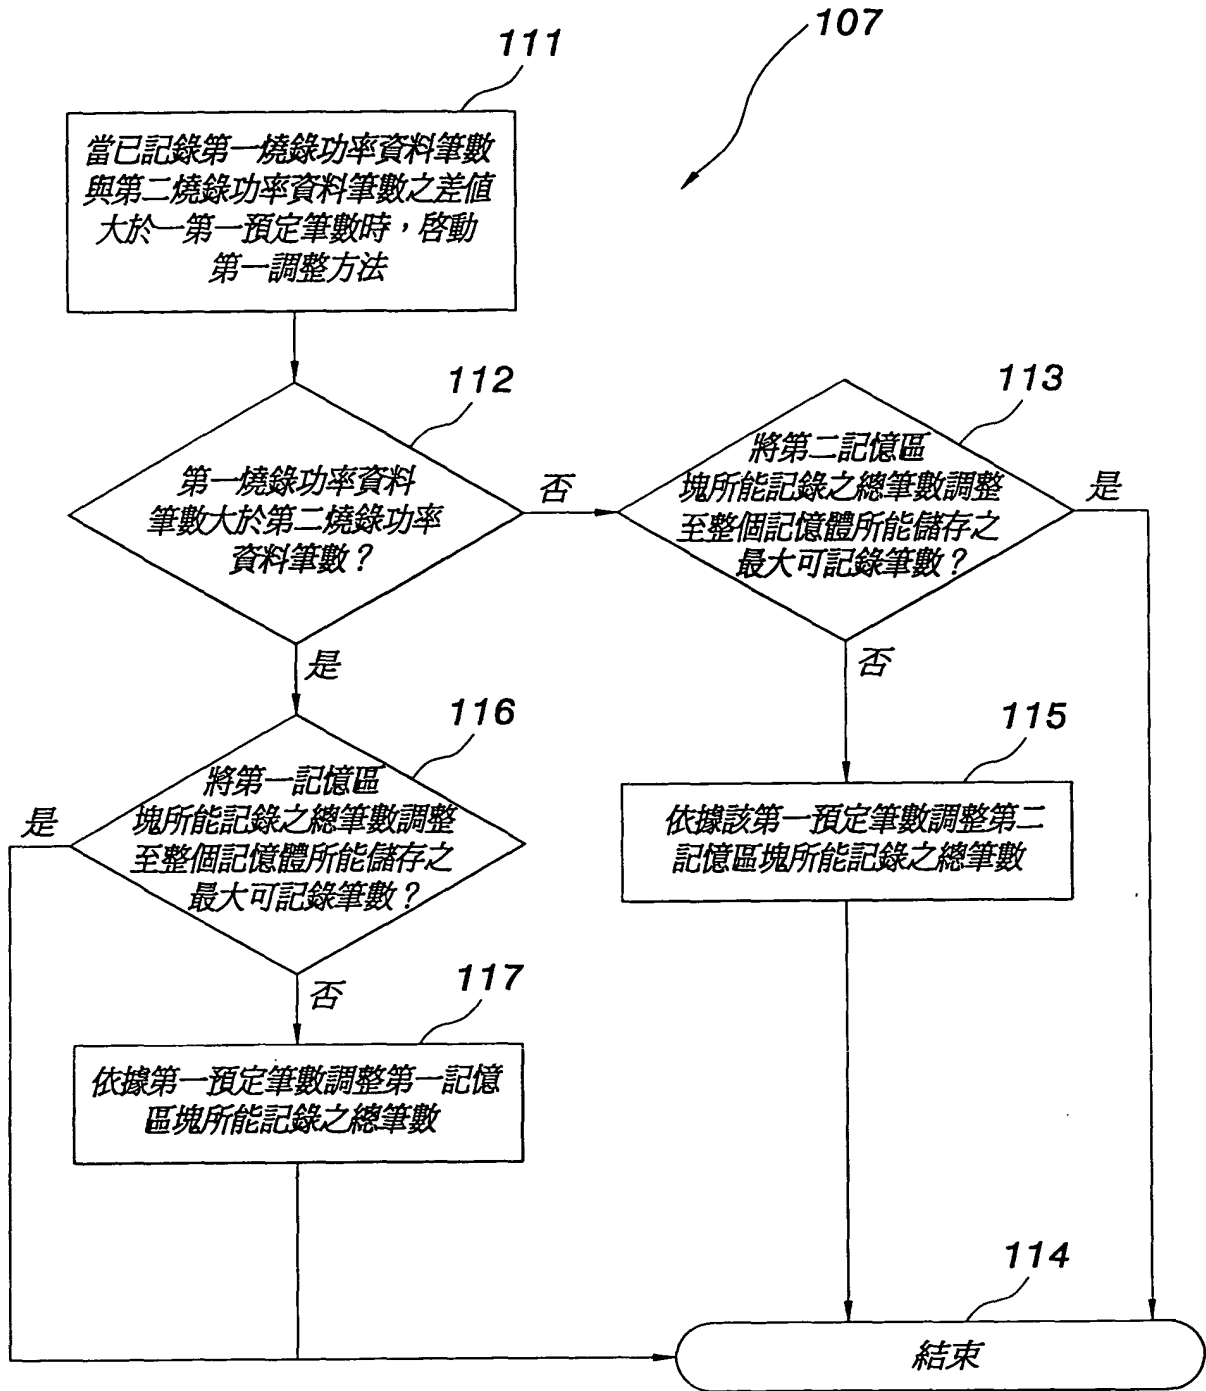 107
111
當已記錄第一燒錄功率資料筆數
與第二燒錄功率資料筆數之差值
大於一第一預定筆數時，啓動
第一調整方法
112
第一燒錄功率資料
筆數大於第二燒錄功率
資料筆數？
否
是
113
將第二記憶區
塊所能記錄之總筆數調整
至整個記憶體所能儲存之
最大可記錄筆數？
是
否
116
將第一記憶區
塊所能記錄之總筆數調整
至整個記憶體所能儲存之
最大可記錄筆數？
是
否
115
依據該第一預定筆數調整第二
記憶區塊所能記錄之總筆數
117
依據第一預定筆數調整第一記憶
區塊所能記錄之總筆數
114
結束